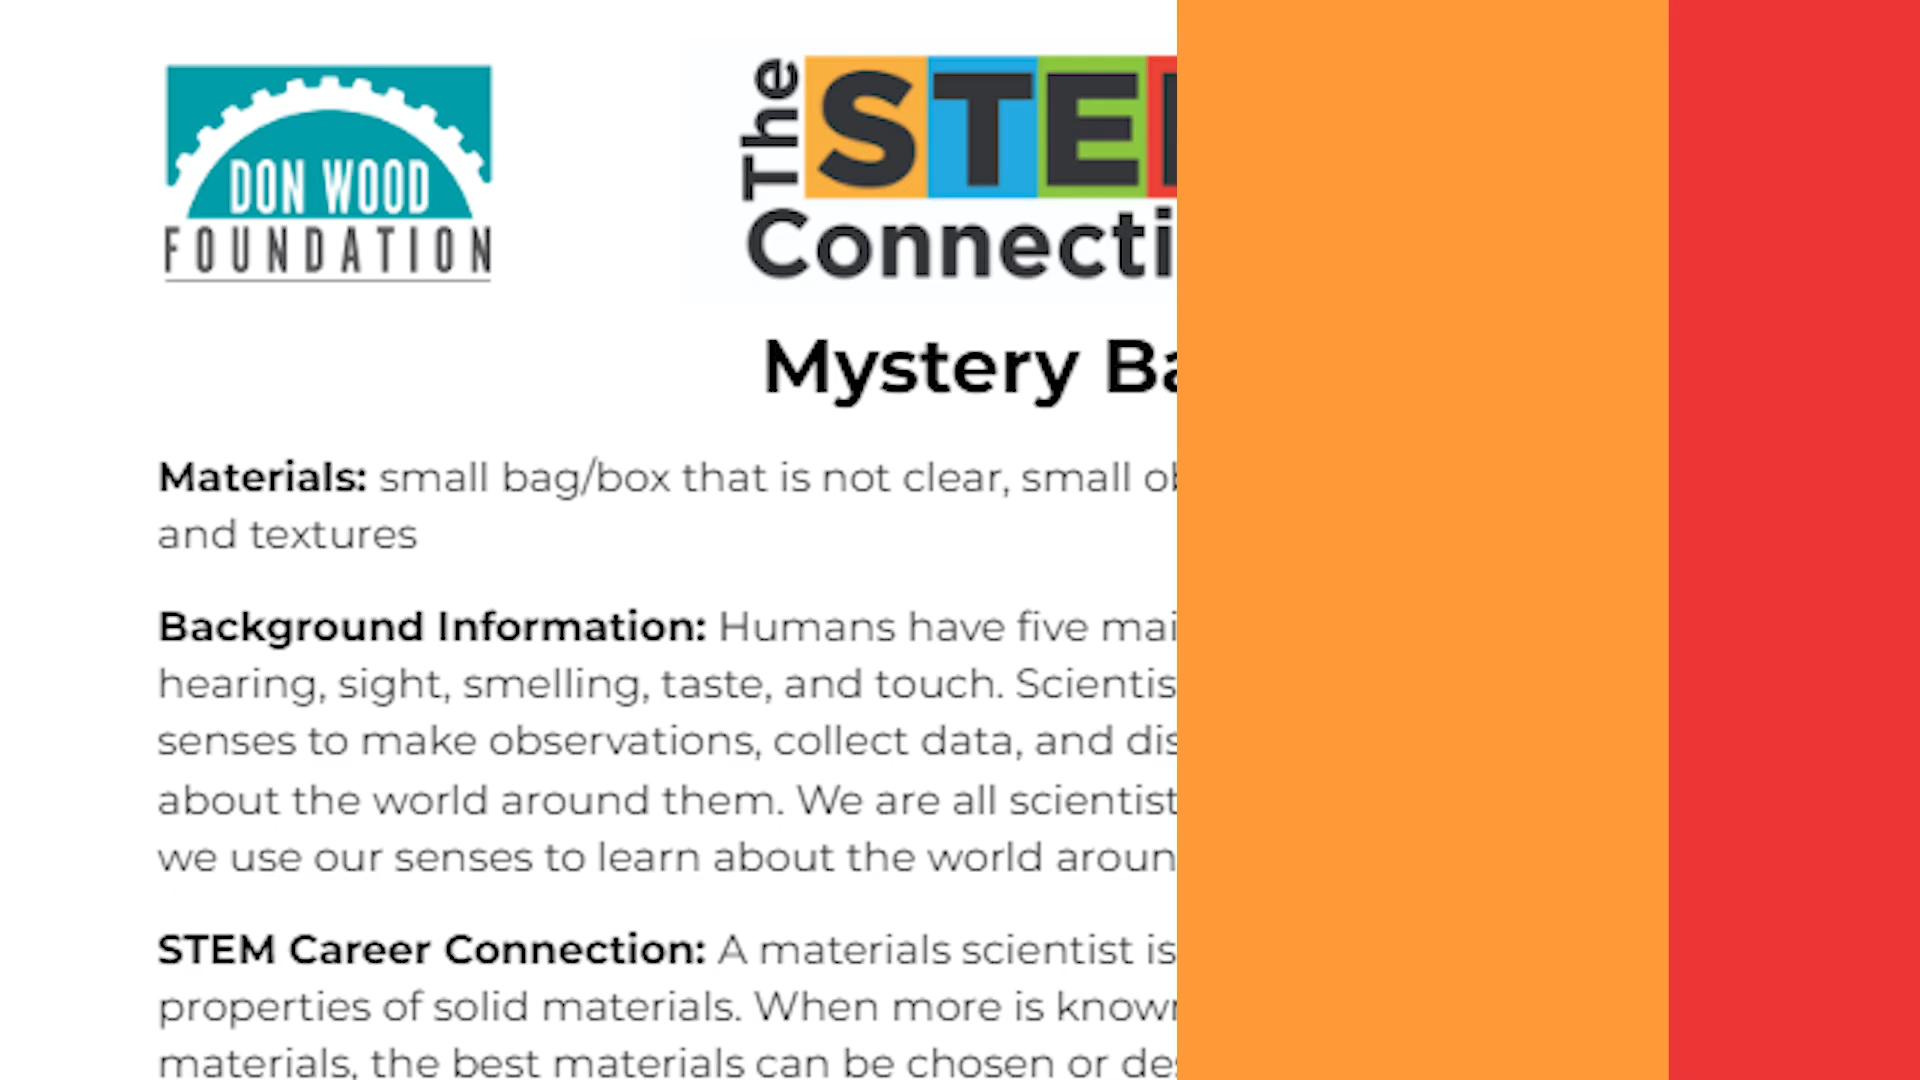 DON WOOD
FOUNDATION
The STE
Connecti
Mystery Ba
Materials: small bag/box that is not clear, small ob
and textures
Background Information: Humans have five mai
hearing, sight, smelling, taste, and touch. Scientis
senses to make observations, collect data, and dis
about the world around them. We are all scientist
we use our senses to learn about the world aroun
STEM Career Connection: A materials scientist is
properties of solid materials. When more is known
materials, the best materials can be chosen or des